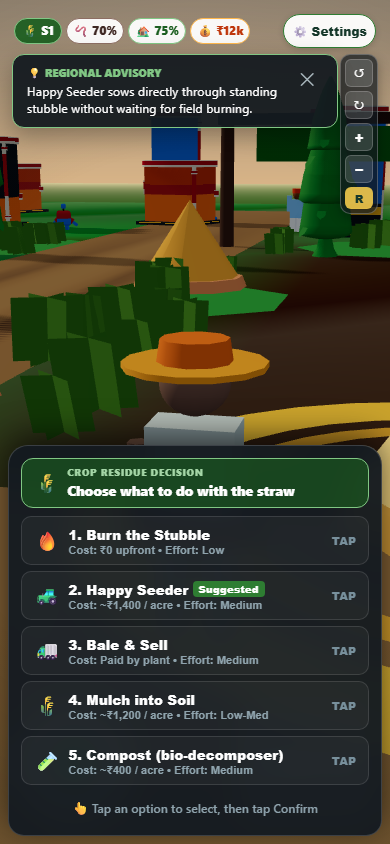 S1
70%
75%
₹12k
Settings
REGIONAL ADVISORY
Happy Seeder sows directly through standing
stubble without waiting for field burning.
↺
↻
+
−
R
CROP RESIDUE DECISION
Choose what to do with the straw
1. Burn the Stubble
Cost: ₹0 upfront • Effort: Low
TAP
2. Happy Seeder Suggested
Cost: ~₹1,400 / acre • Effort: Medium
TAP
3. Bale & Sell
Cost: Paid by plant • Effort: Medium
TAP
4. Mulch into Soil
Cost: ~₹1,200 / acre • Effort: Low-Med
TAP
5. Compost (bio-decomposer)
Cost: ~₹400 / acre • Effort: Medium
TAP
Tap an option to select, then tap Confirm